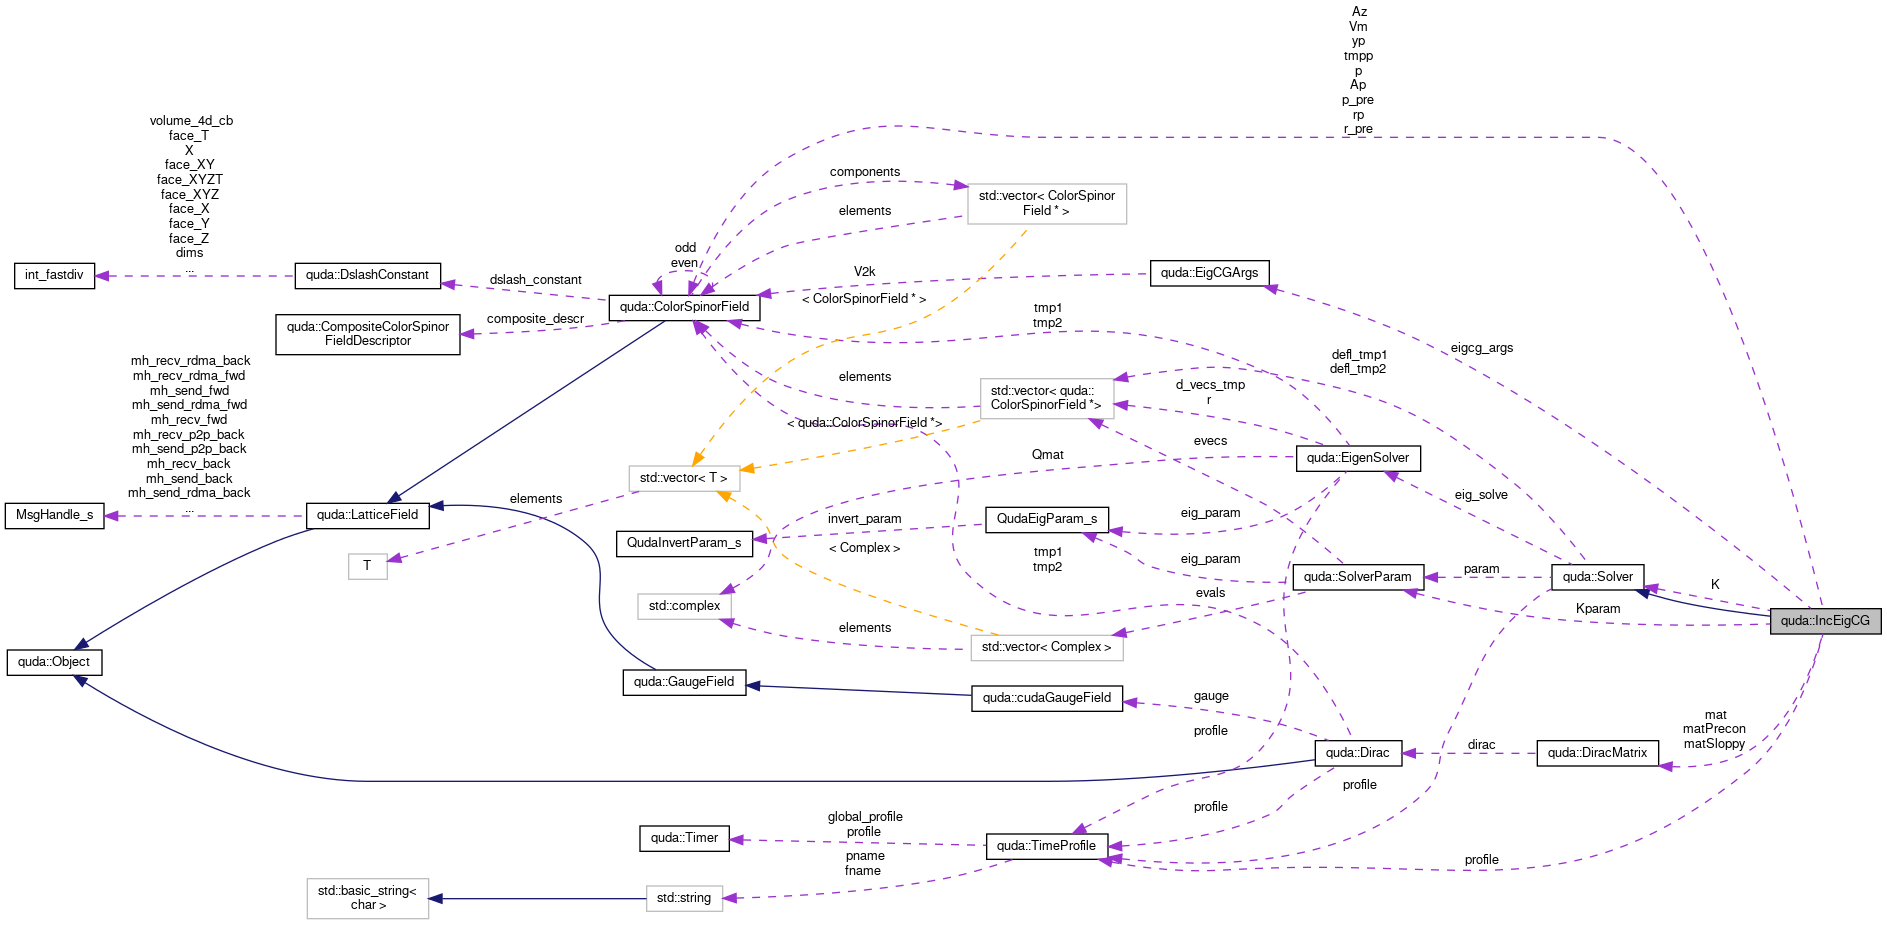 Az
Vm
yp
tmpp
p
Ap
p_pre
rp
r_pre
volume_4d_cb
face_T
X
face_XY
face_XYZT
face_XYZ
face_X
face_Y
face_Z
dims
...
components
std::vector< ColorSpinor
Field * >
elements
odd
even
int_fastdiv
quda::DslashConstant
dslash_constant
V2k
quda::EigCGArgs
quda::ColorSpinorField
< ColorSpinorField * >
quda::CompositeColorSpinor
FieldDescriptor
composite_descr
tmp1
tmp2
eigcg_args
defl_tmp1
defl_tmp2
mh_recv_rdma_back
mh_recv_rdma_fwd
mh_send_fwd
mh_send_rdma_fwd
mh_recv_fwd
mh_recv_p2p_back
mh_send_p2p_back
mh_recv_back
mh_send_back
mh_send_rdma_back
...
elements
std::vector< quda::
ColorSpinorField *>
d_vecs_tmp
r
< quda::ColorSpinorField *>
evecs
Qmat
quda::EigenSolver
std::vector< T >
elements
eig_solve
MsgHandle_s
quda::LatticeField
invert_param
QudaEigParam_s
eig_param
QudaInvertParam_s
< Complex >
tmp1
tmp2
eig_param
T
quda::SolverParam
param
quda::Solver
K
evals
Kparam
std::complex
elements
std::vector< Complex >
quda::IncEigCG
quda::Object
quda::GaugeField
quda::cudaGaugeField
gauge
profile
mat
matPrecon
matSloppy
quda::Dirac
dirac
quda::DiracMatrix
profile
profile
global_profile
profile
quda::Timer
quda::TimeProfile
profile
pname
fname
std::basic_string<
char >
std::string